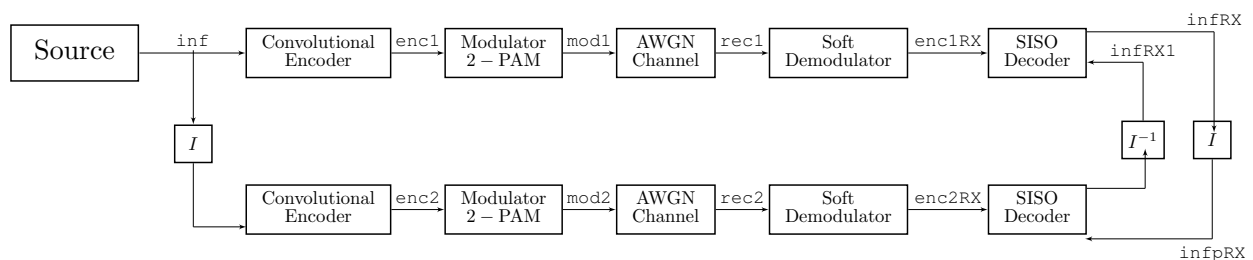 infRX
Source
inf
Convolutional
Encoder
enc1
Modulator
2 − PAM
mod1
AWGN
Channel
rec1
Soft
Demodulator
enc1RX
SISO
Decoder
infRX1
I
I⁻¹
I
Convolutional
Encoder
enc2
Modulator
2 − PAM
mod2
AWGN
Channel
rec2
Soft
Demodulator
enc2RX
SISO
Decoder
infpRX